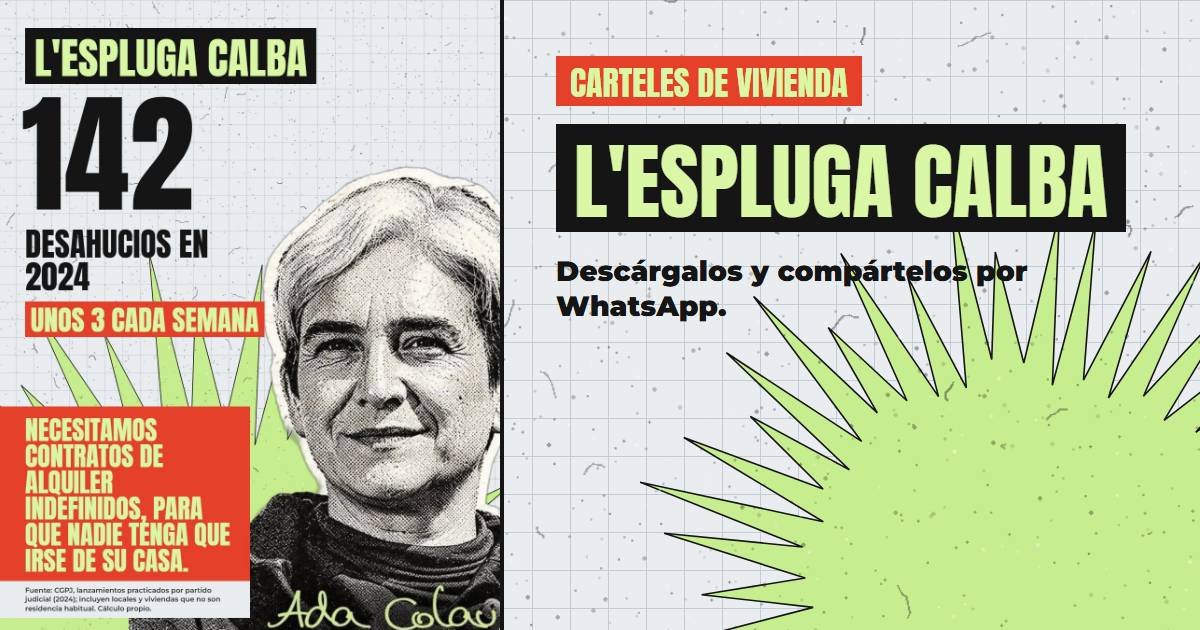 L'ESPLUGA CALBA
142
DESAHUCIOS EN
2024
UNOS 3 CADA SEMANA
NECESITAMOS
CONTRATOS DE
ALQUILER
INDEFINIDOS, PARA
QUE NADIE TENGA QUE
IRSE DE SU CASA.
Fuente: CGPJ, lanzamientos practicados por partido
judicial (2024); incluyen locales y viviendas que no son
residencia habitual. Cálculo propio.
Ada Colau
CARTELES DE VIVIENDA
L'ESPLUGA CALBA
Descárgalos y compártelos por
WhatsApp.